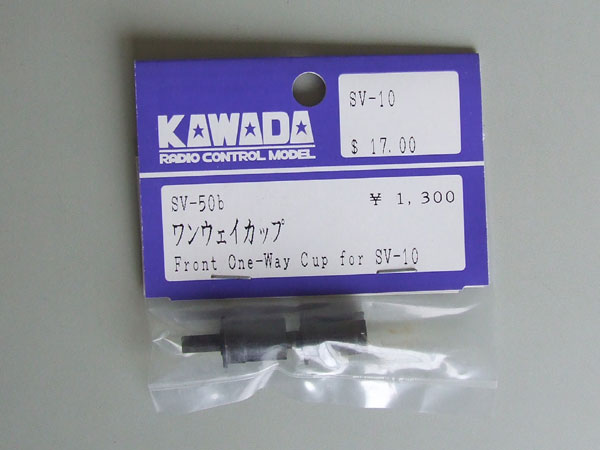 KAWADA
RADIO CONTROL MODEL
SV-10
$ 17.00
SV-50b
¥ 1,300
ワンウェイカップ
Front One-Way Cup for SV-10